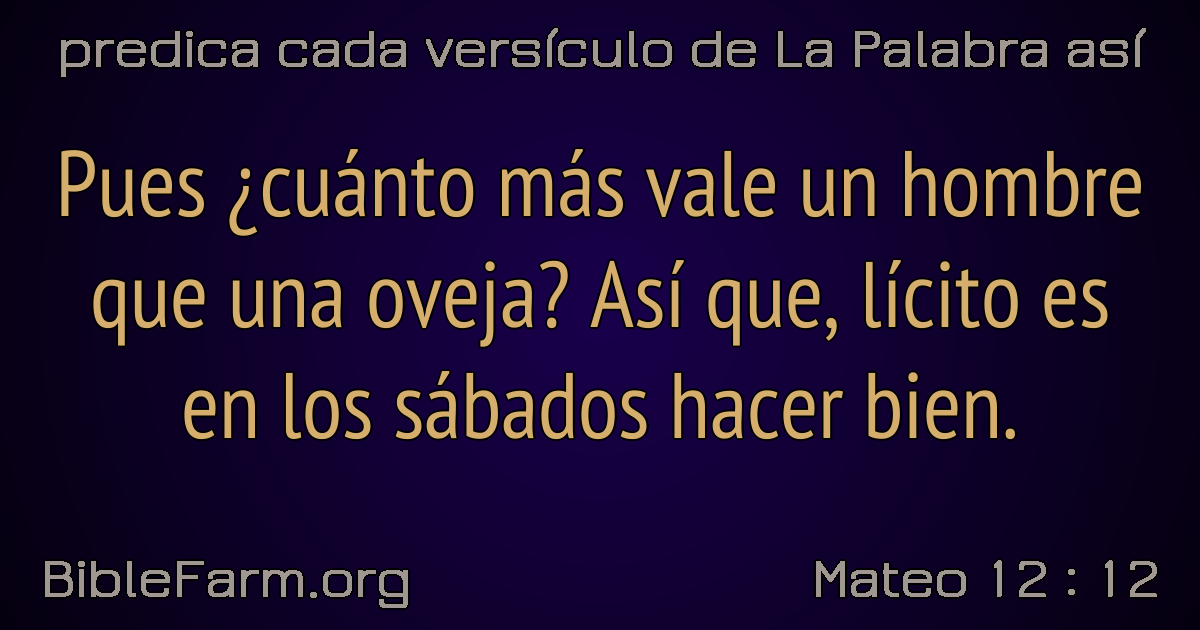 predica cada versículo de La Palabra así
Pues ¿cuánto más vale un hombre
que una oveja? Así que, lícito es
en los sábados hacer bien.
BibleFarm.org
Mateo 12 : 12